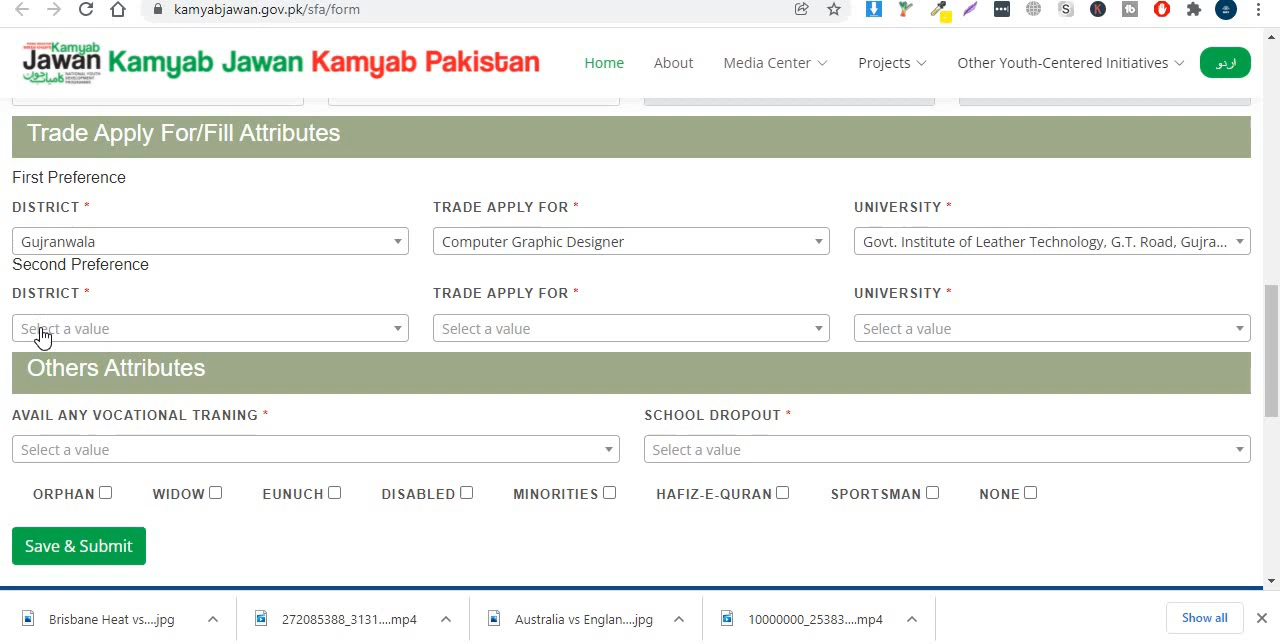 kamyabjawan.gov.pk/sfa/form
Kamyab
Jawan
Kamyab Jawan Kamyab Pakistan
Home
About
Media Center
Projects
Other Youth-Centered Initiatives
اردو
Trade Apply For/Fill Attributes
First Preference
DISTRICT * TRADE APPLY FOR * UNIVERSITY *
Gujranwala Computer Graphic Designer Govt. Institute of Leather Technology, G.T. Road, Gujra...
Second Preference
DISTRICT * TRADE APPLY FOR * UNIVERSITY *
Select a value Select a value Select a value
Others Attributes
AVAIL ANY VOCATIONAL TRANING * SCHOOL DROPOUT *
Select a value Select a value
ORPHAN WIDOW EUNUCH DISABLED MINORITIES HAFIZ-E-QURAN SPORTSMAN NONE
Save & Submit
Brisbane Heat vs....jpg 272085388_3131....mp4 Australia vs Englan....jpg 10000000_25383....mp4 Show all